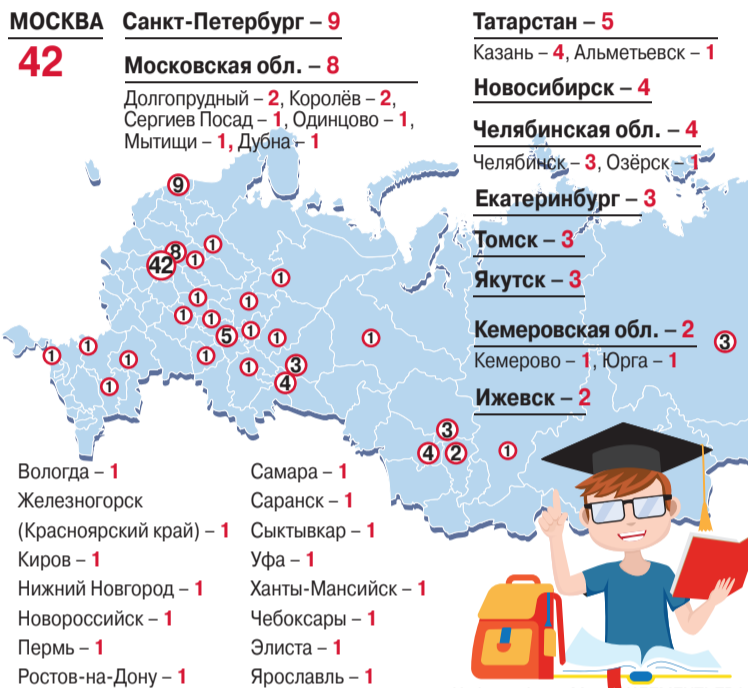 МОСКВА
42
Санкт-Петербург – 9
Московская обл. – 8
Долгопрудный – 2, Королёв – 2,
Сергиев Посад – 1, Одинцово – 1,
Мытищи – 1, Дубна – 1
Татарстан – 5
Казань – 4, Альметьевск – 1
Новосибирск – 4
Челябинская обл. – 4
Челябинск – 3, Озёрск – 1
Екатеринбург – 3
Томск – 3
Якутск – 3
Кемеровская обл. – 2
Кемерово – 1, Юрга – 1
Ижевск – 2
9
8
42
1
1
1
1
1
1
1
5
1
1
1
1
3
4
1
1
1
1
1
3
3
4
2
1
Вологда – 1
Железногорск
(Красноярский край) – 1
Киров – 1
Нижний Новгород – 1
Новороссийск – 1
Пермь – 1
Ростов-на-Дону – 1
Самара – 1
Саранск – 1
Сыктывкар – 1
Уфа – 1
Ханты-Мансийск – 1
Чебоксары – 1
Элиста – 1
Ярославль – 1